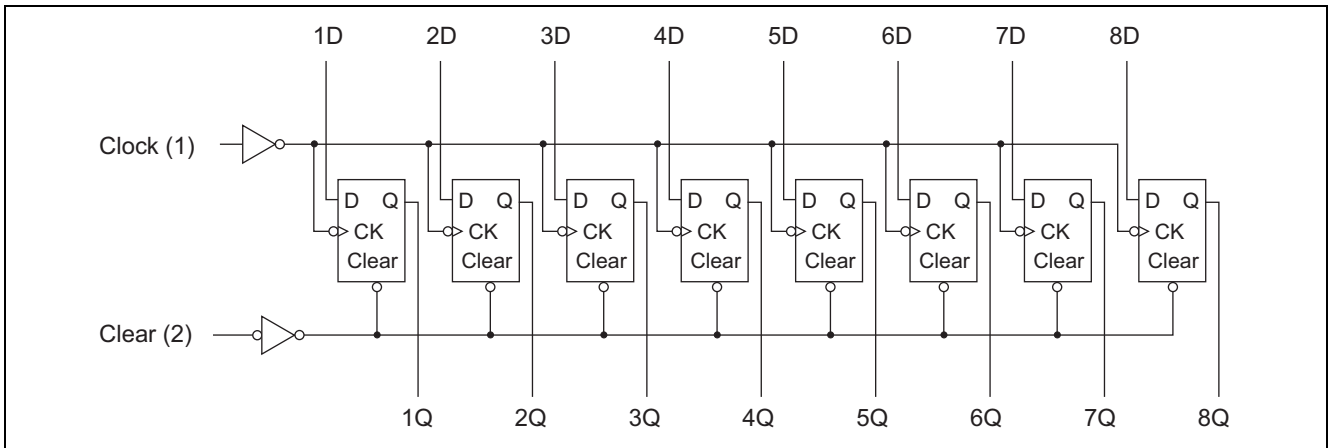 1D 2D 3D 4D 5D 6D 7D 8D
Clock (1)
D Q D Q D Q D Q D Q D Q D Q D Q
CK CK CK CK CK CK CK CK
Clear Clear Clear Clear Clear Clear Clear Clear
Clear (2)
1Q 2Q 3Q 4Q 5Q 6Q 7Q 8Q